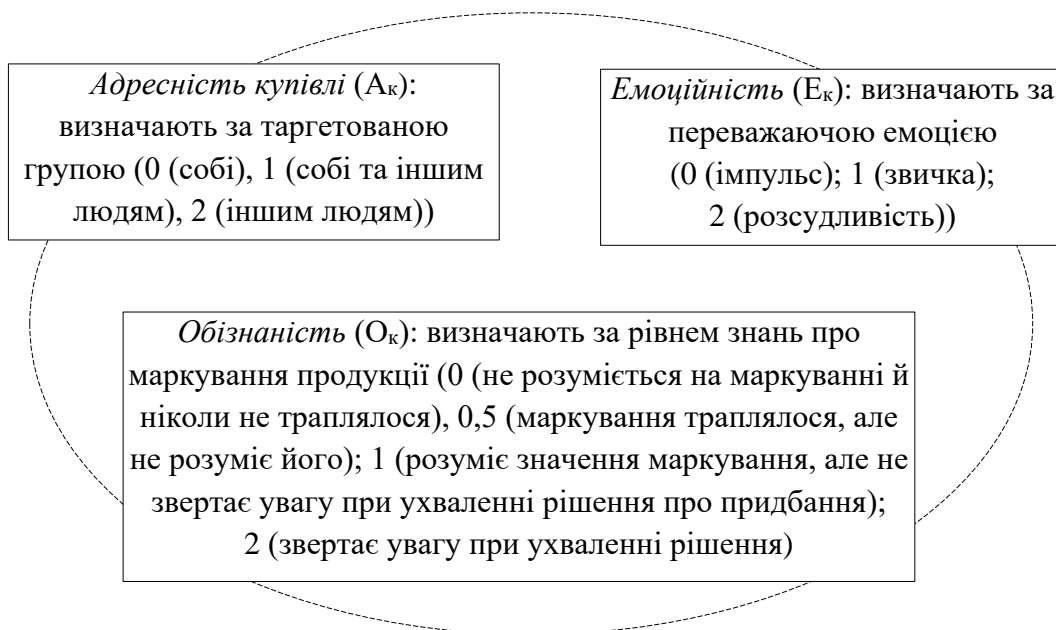 Адресність купівлі (Aк):
визначають за таргетованою
групою (0 (собі), 1 (собі та іншим
людям), 2 (іншим людям))
Емоційність (Eк): визначають за
переважаючою емоцією
(0 (імпульс); 1 (звичка);
2 (розсудливість))
Обізнаність (Ок): визначають за рівнем знань про
маркування продукції (0 (не розуміється на маркуванні й
ніколи не траплялося), 0,5 (маркування траплялося, але
не розуміє його); 1 (розуміє значення маркування, але не
звертає увагу при ухваленні рішення про придбання);
2 (звертає увагу при ухваленні рішення)